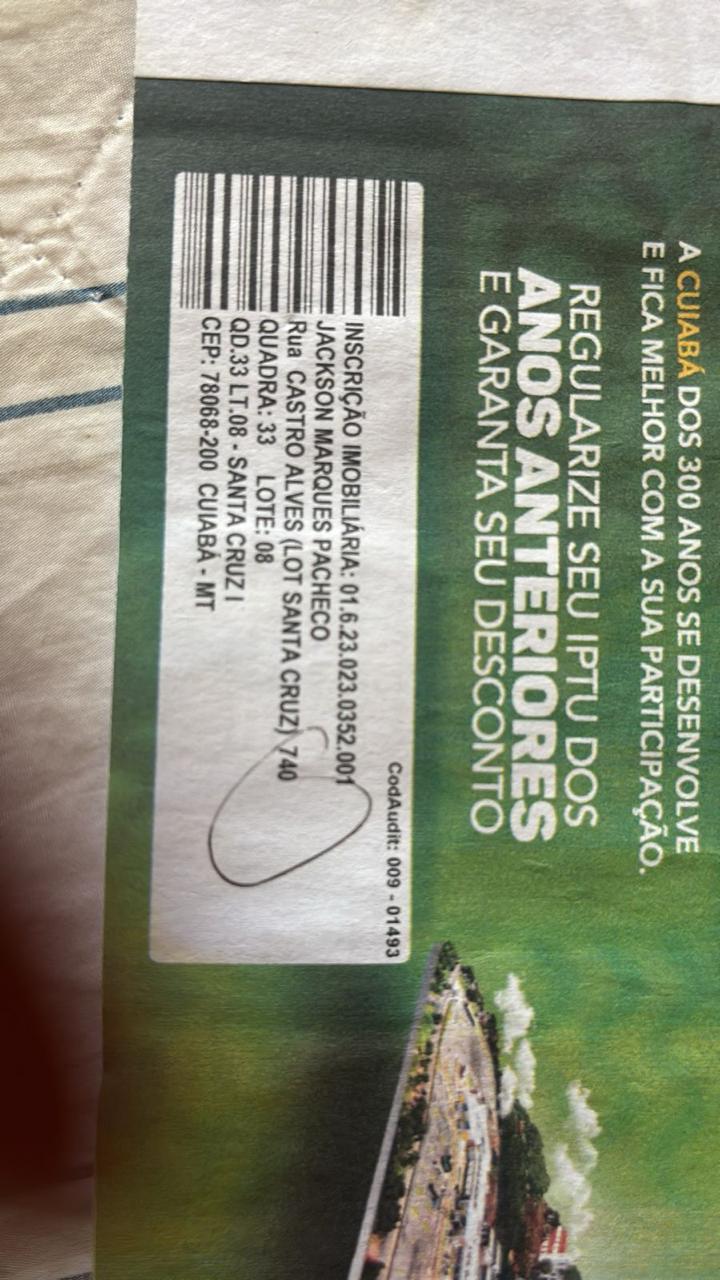 A CUIABÁ DOS 300 ANOS SE DESENVOLVE
E FICA MELHOR COM A SUA PARTICIPAÇÃO.
REGULARIZE SEU IPTU DOS
ANOS ANTERIORES
E GARANTA SEU DESCONTO
CodAudit: 009 - 01493
INSCRIÇÃO IMOBILIÁRIA: 01.6.23.023.0352.001
JACKSON MARQUES PACHECO
Rua CASTRO ALVES (LOT SANTA CRUZ) 740
QUADRA: 33 LOTE: 08
QD.33 LT.08 - SANTA CRUZ I
CEP: 78068-200 CUIABÁ - MT